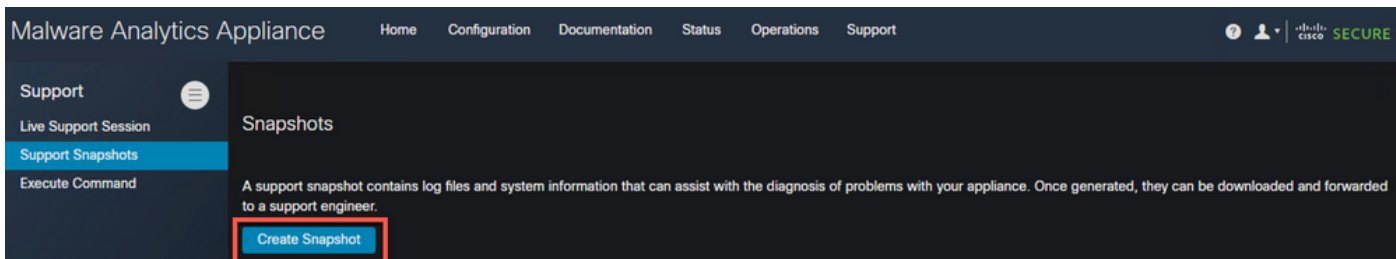 Malware Analytics Appliance Home Configuration Documentation Status Operations Support ? cisco SECURE
Support
Live Support Session
Support Snapshots
Execute Command
Snapshots
A support snapshot contains log files and system information that can assist with the diagnosis of problems with your appliance. Once generated, they can be downloaded and forwarded
to a support engineer.
Create Snapshot